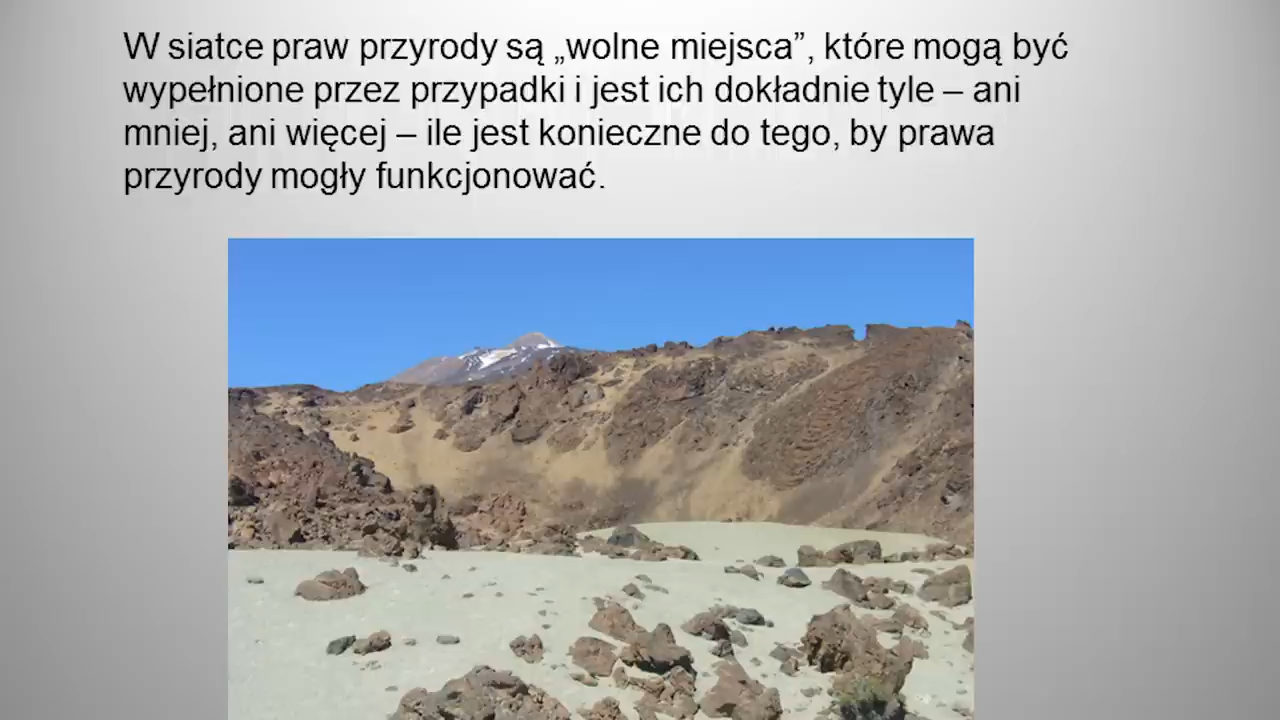 W siatce praw przyrody są „wolne miejsca”, które mogą być
wypełnione przez przypadki i jest ich dokładnie tyle – ani
mniej, ani więcej – ile jest konieczne do tego, by prawa
przyrody mogły funkcjonować.